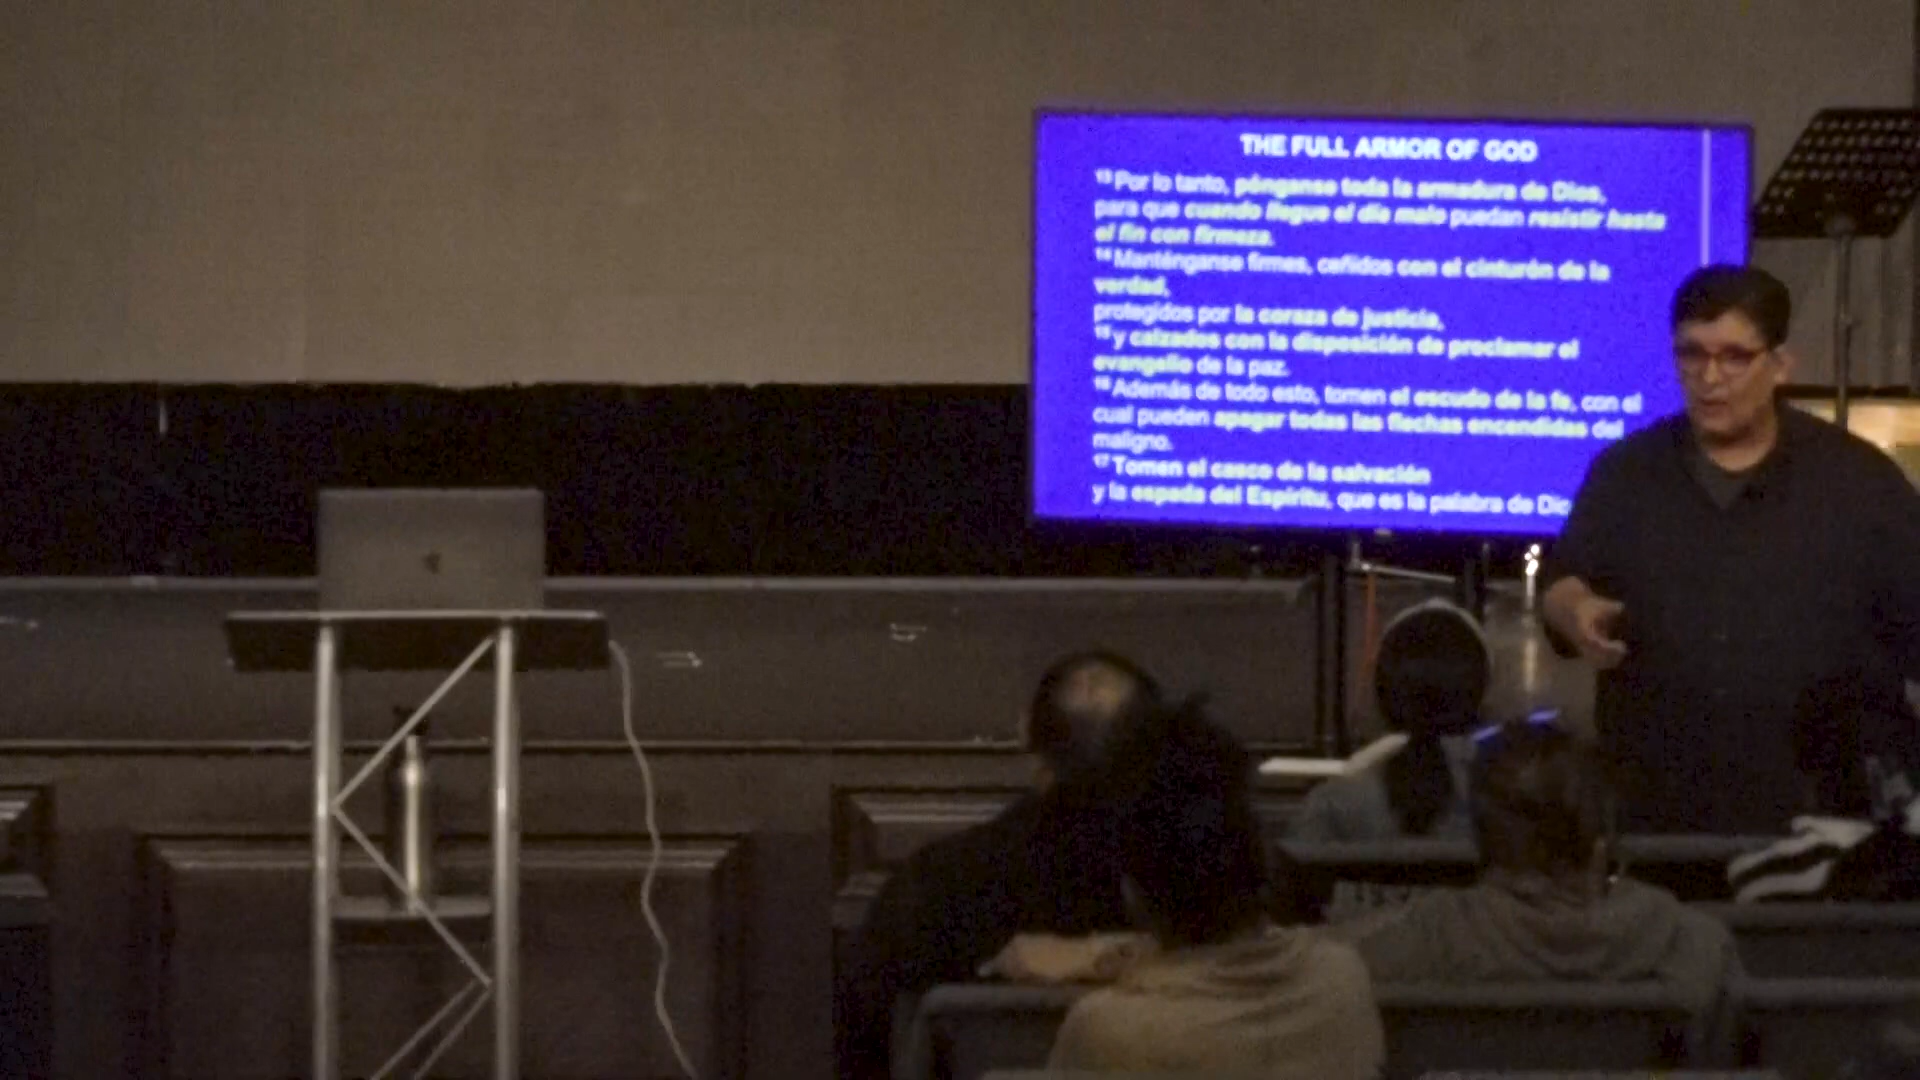 THE FULL ARMOR OF GOD
13 Por lo tanto, pónganse toda la armadura de Dios,
para que cuando llegue el día malo puedan resistir hasta
el fin con firmeza.
14 Manténganse firmes, ceñidos con el cinturón de la
verdad,
protegidos por la coraza de justicia,
15 y calzados con la disposición de proclamar el
evangelio de la paz.
16 Además de todo esto, tomen el escudo de la fe, con el
cual pueden apagar todas las flechas encendidas del
maligno.
17 Tomen el casco de la salvación
y la espada del Espíritu, que es la palabra de Dio